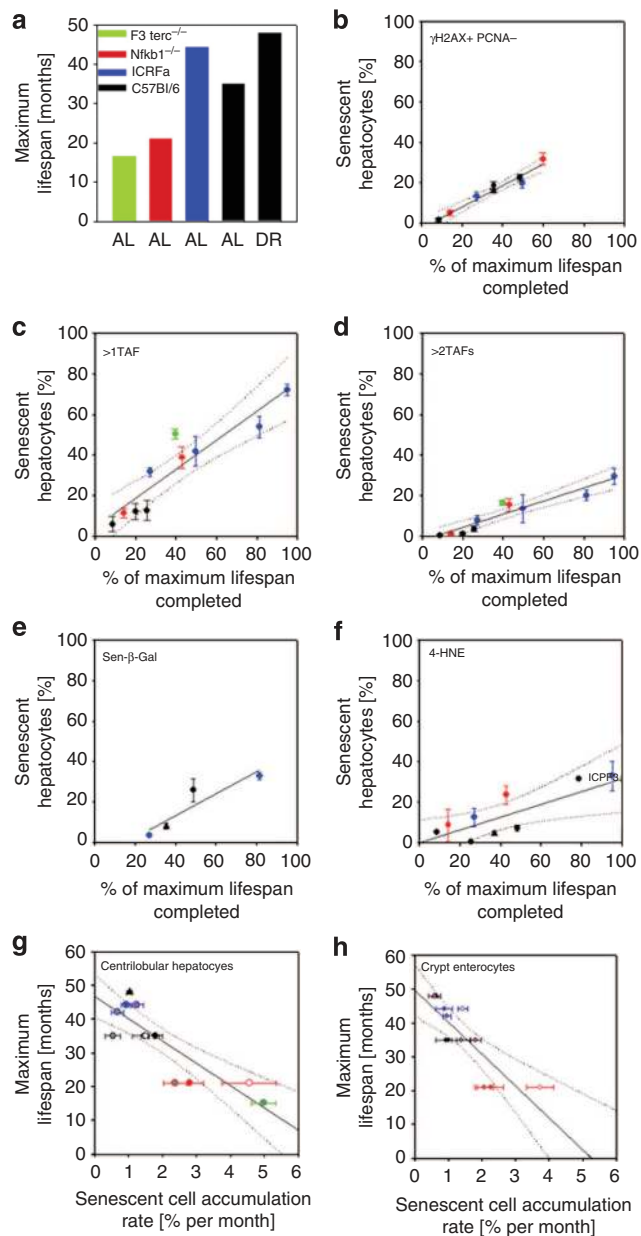 a
Maximum
lifespan [months]
60
50
40
30
20
10
0
F3 terc–/–
Nfkb1–/–
ICRFa
C57Bl/6
AL AL AL AL DR
b
Senescent
hepatocytes [%]
100
80
60
40
20
0
γH2AX+ PCNA–
0 20 40 60 80 100
% of maximum lifespan
completed
c
Senescent
hepatocytes [%]
100
80
60
40
20
0
>1TAF
0 20 40 60 80 100
% of maximum lifespan
completed
d
Senescent
hepatocytes [%]
100
80
60
40
20
0
>2TAFs
0 20 40 60 80 100
% of maximum lifespan
completed
e
Senescent
hepatocytes [%]
100
80
60
40
20
0
Sen-β-Gal
0 20 40 60 80 100
% of maximum lifespan
completed
f
Senescent
hepatocytes [%]
100
80
60
40
20
0
4-HNE
0 20 40 60 80 100
% of maximum lifespan
completed
g
Maximum
lifespan [months]
60
50
40
30
20
10
0
Centrilobular hepatocyes
0 1 2 3 4 5 6
Senescent cell accumulation
rate [% per month]
h
Maximum
lifespan [months]
60
50
40
30
20
10
0
Crypt enterocytes
0 1 2 3 4 5 6
Senescent cell accumulation
rate [% per month]